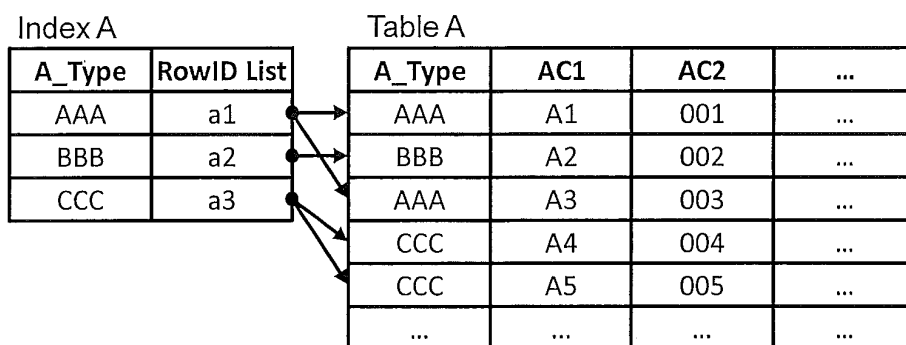 Index A
A_Type RowID List
AAA a1
BBB a2
CCC a3
Table A
A_Type AC1 AC2 ...
AAA A1 001 ...
BBB A2 002 ...
AAA A3 003 ...
CCC A4 004 ...
CCC A5 005 ...
... ... ... ...